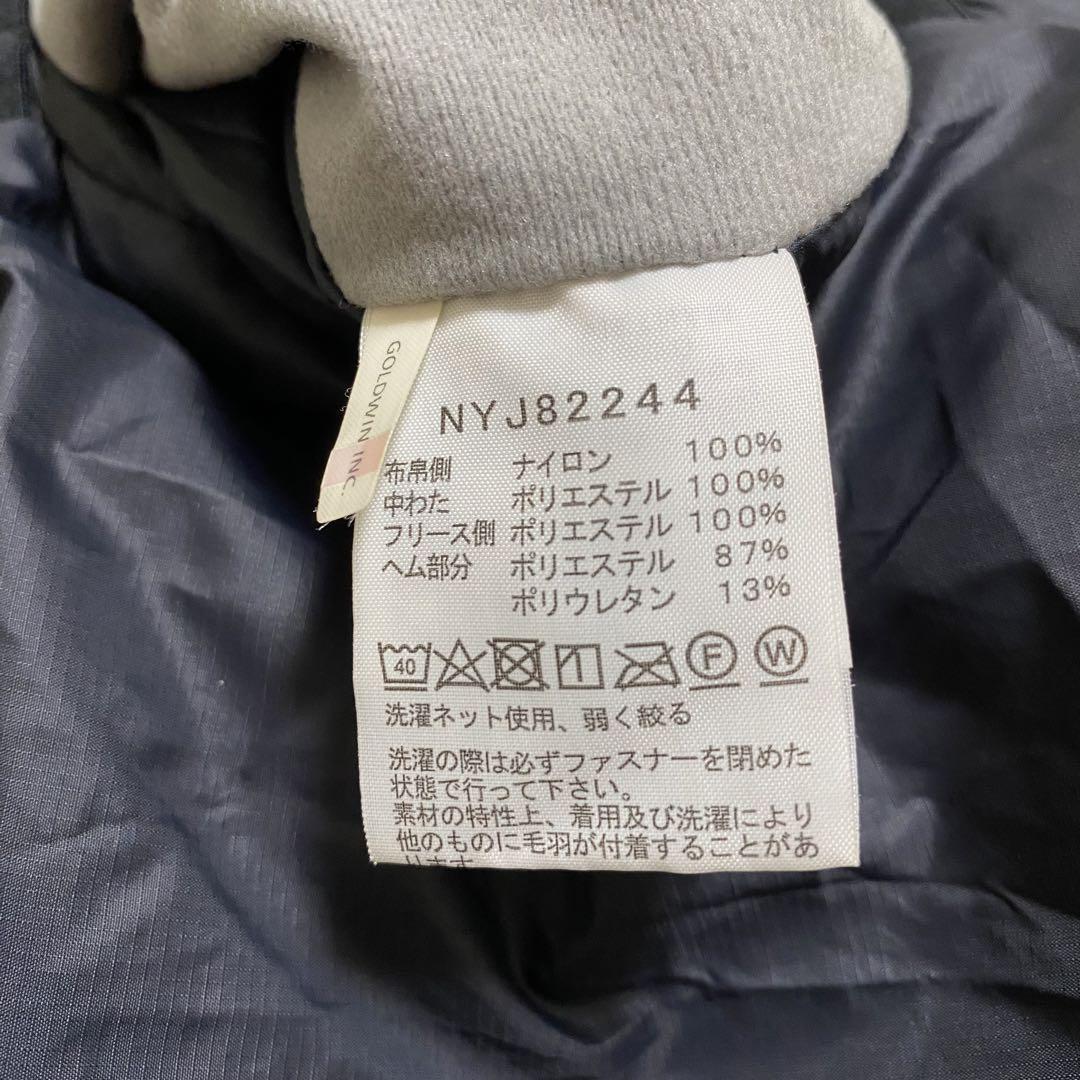 GOLDWIN INC.
NYJ82244
布帛側 ナイロン 100%
中わた ポリエステル 100%
フリース側 ポリエステル 100%
ヘム部分 ポリエステル 87%
ポリウレタン 13%
40 F W
洗濯ネット使用、弱く絞る
洗濯の際は必ずファスナーを閉めた
状態で行って下さい。
素材の特性上、着用及び洗濯により
他のものに毛羽が付着することがあ
ります